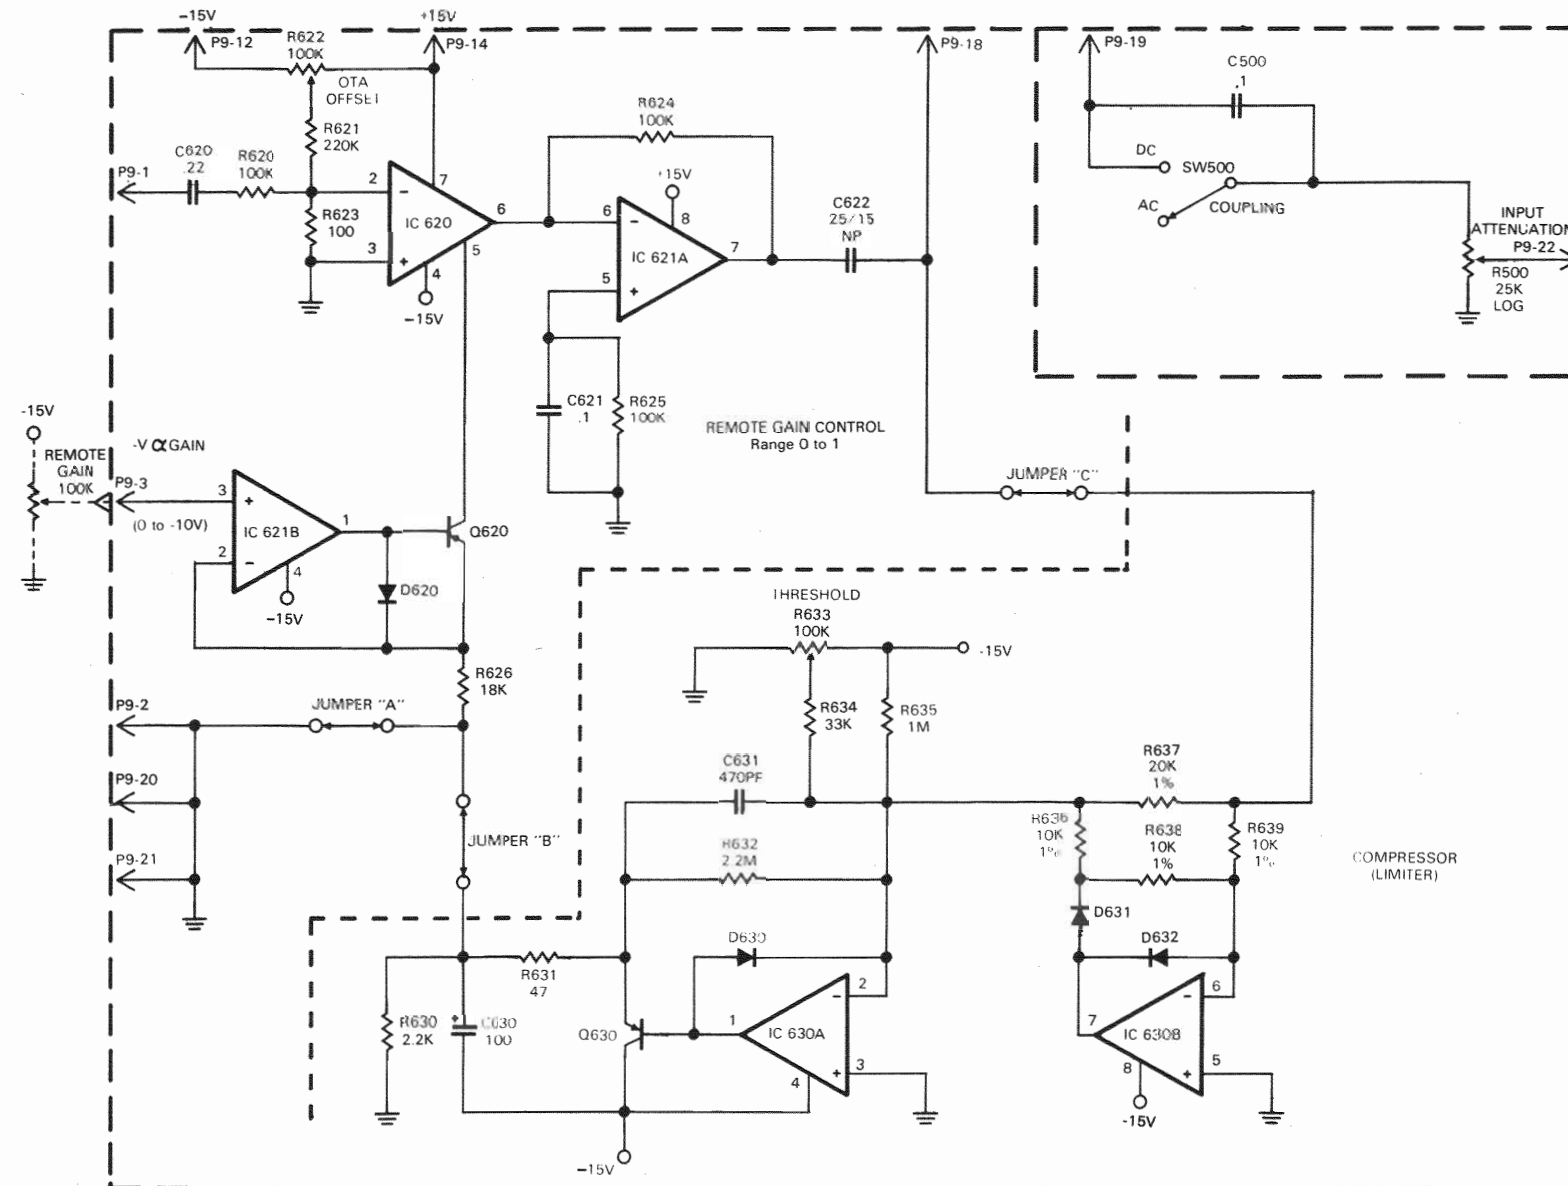 −15V
P9-12
R622
100K
OTA
OFFSET
+15V
P9-14
R621
220K
P9-1
C620
.22
R620
100K
R623
100
2
−
7
IC 620
3
+
4
5
6
−15V
R624
100K
+15V
6
−
8
IC 621A
7
5
+
C622
25/15
NP
P9-18
C621
.1
R625
100K
REMOTE GAIN CONTROL
Range 0 to 1
P9-19
C500
.1
DC
SW500
AC
COUPLING
INPUT
ATTENUATION
P9-22
R500
25K
LOG
-15V
REMOTE
GAIN
100K
-V α GAIN
P9-3
(0 to -10V)
3
+
IC 621B
1
2
−
4
−15V
Q620
D620
R626
18K
JUMPER "C"
P9-2
JUMPER "A"
P9-20
P9-21
JUMPER "B"
THRESHOLD
R633
100K
-15V
R634
33K
R635
1M
C631
470PF
R632
2.2M
R637
20K
1%
R636
10K
1%
R638
10K
1%
R639
10K
1%
COMPRESSOR
(LIMITER)
D631
D632
D630
R631
47
R630
2.2K
+
C630
100
Q630
1
IC 630A
−
2
+
3
4
−15V
7
IC 630B
−
6
+
5
8
-15V